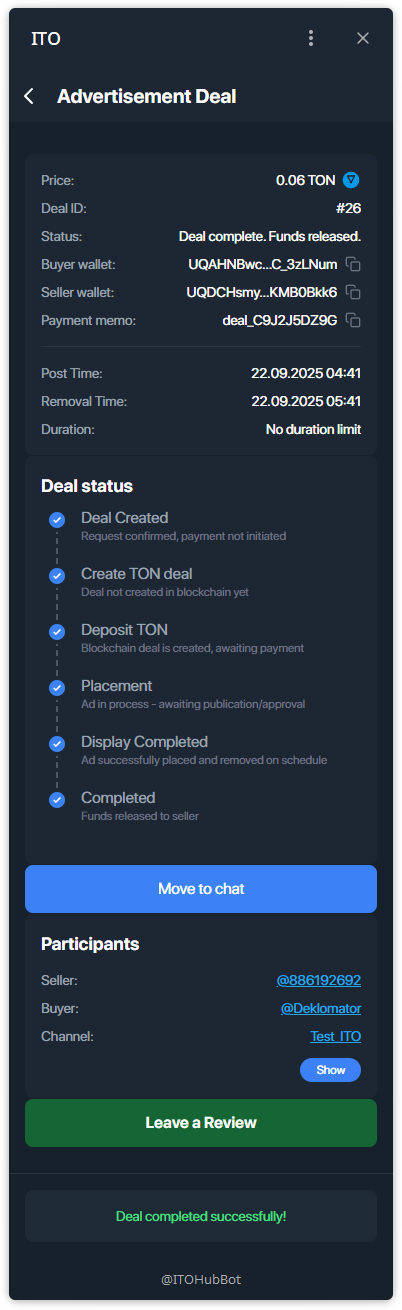 ITO
Advertisement Deal
Price: 0.06 TON
Deal ID: #26
Status: Deal complete. Funds released.
Buyer wallet: UQAHNBwc...C_3zLNum
Seller wallet: UQDCHsmy...KMB0Bkk6
Payment memo: deal_C9J2J5DZ9G
Post Time: 22.09.2025 04:41
Removal Time: 22.09.2025 05:41
Duration: No duration limit
Deal status
Deal Created
Request confirmed, payment not initiated
Create TON deal
Deal not created in blockchain yet
Deposit TON
Blockchain deal is created, awaiting payment
Placement
Ad in process - awaiting publication/approval
Display Completed
Ad successfully placed and removed on schedule
Completed
Funds released to seller
Move to chat
Participants
Seller: @886192692
Buyer: @Deklomator
Channel: Test_ITO
Show
Leave a Review
Deal completed successfully!
@ITOHubBot